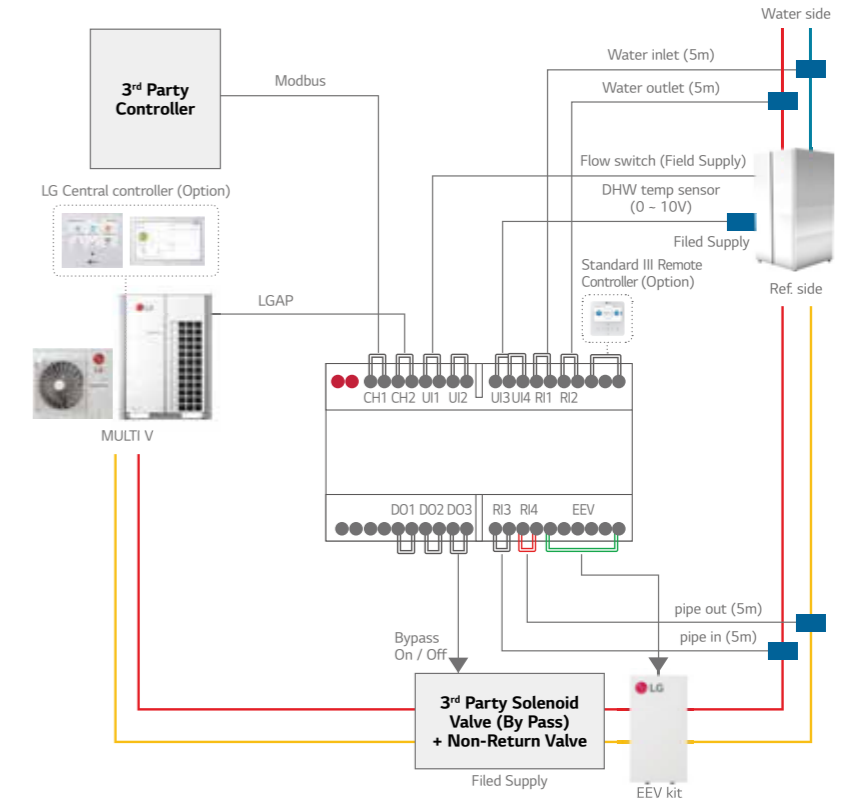 Water side
Water inlet (5m)
Water outlet (5m)
3rd Party
Controller
Modbus
Flow switch (Field Supply)
DHW temp sensor
(0 ~ 10V)
Filed Supply
LG Central controller (Option)
Standard III Remote
Controller (Option)
Ref. side
LGAP
LG
LG
MULTI V
CH1 CH2 UI1 UI2 UI3 UI4 RI1 RI2
DO1 DO2 DO3 RI3 RI4 EEV
pipe out (5m)
pipe in (5m)
Bypass
On / Off
3rd Party Solenoid
Valve (By Pass)
+ Non-Return Valve
Filed Supply
LG
EEV kit